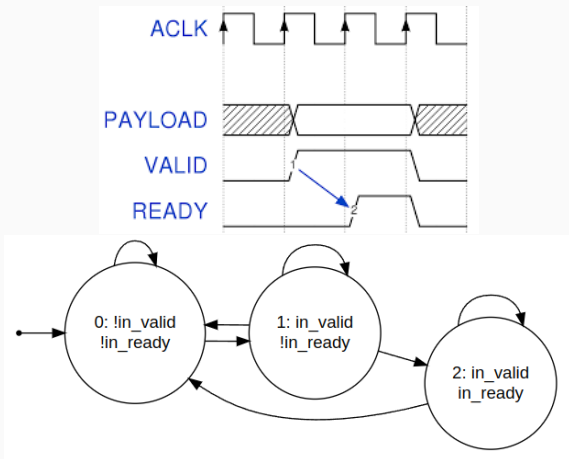 ACLK
PAYLOAD
VALID
1
READY
2
0: !in_valid
!in_ready
1: in_valid
!in_ready
2: in_valid
in_ready